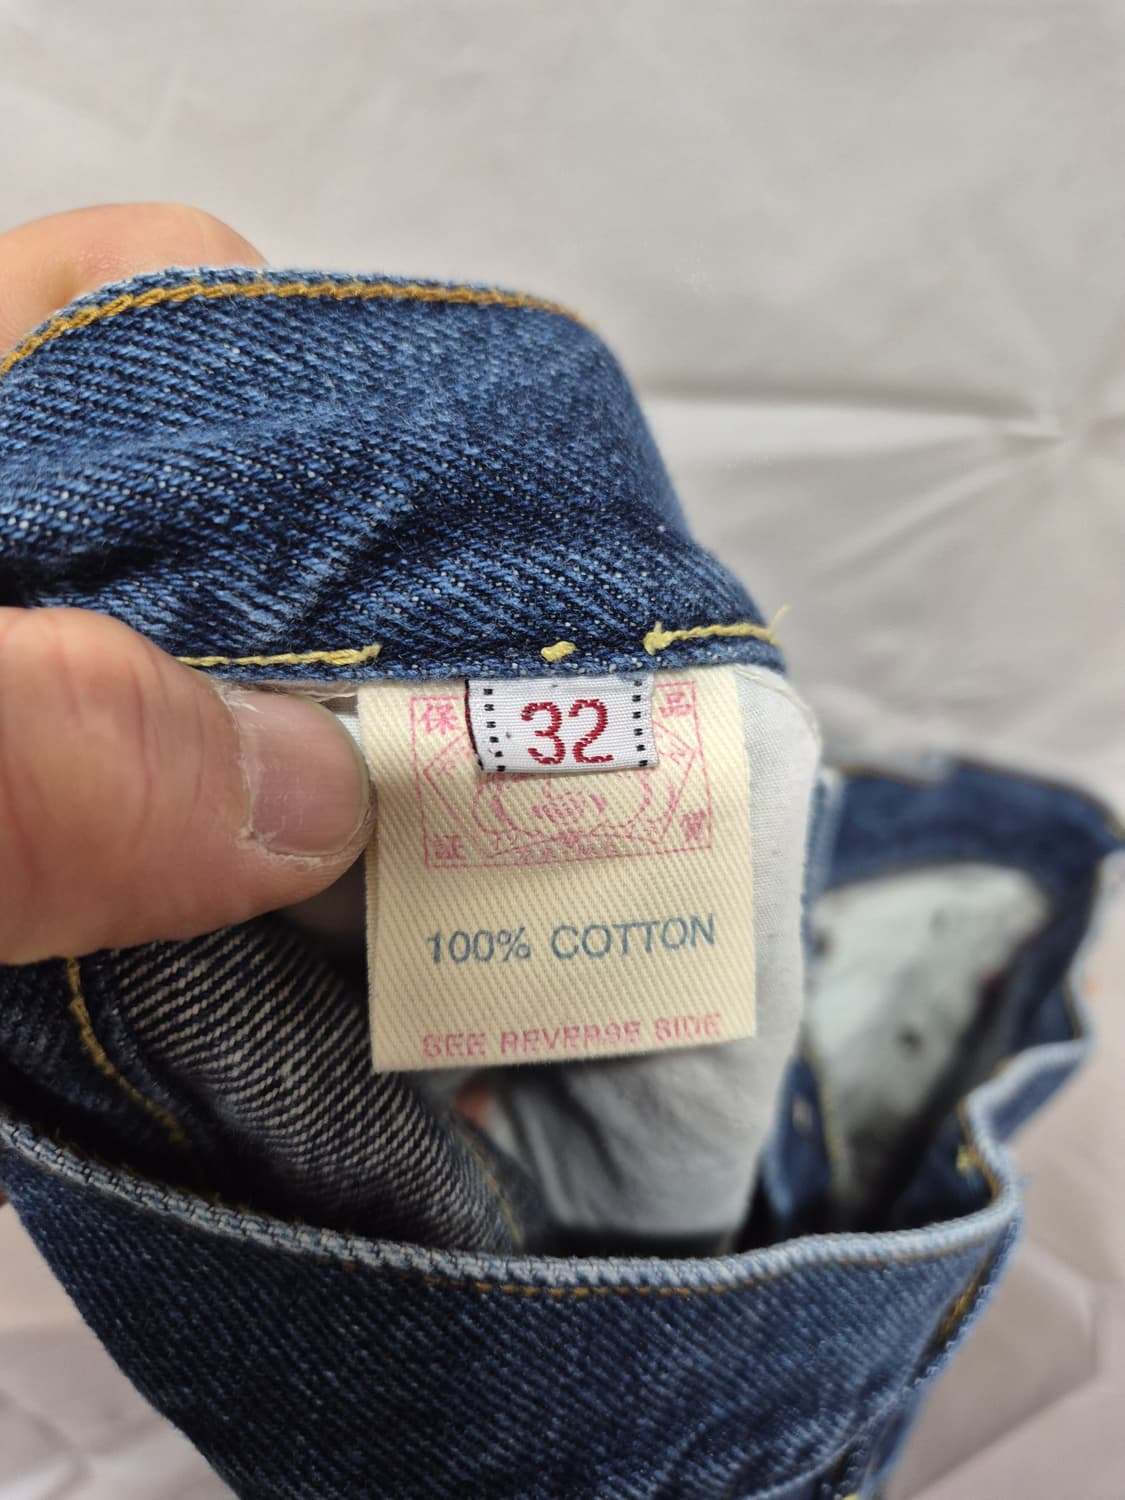 保 品
32
証 質
100% COTTON
SEE REVERSE SIDE